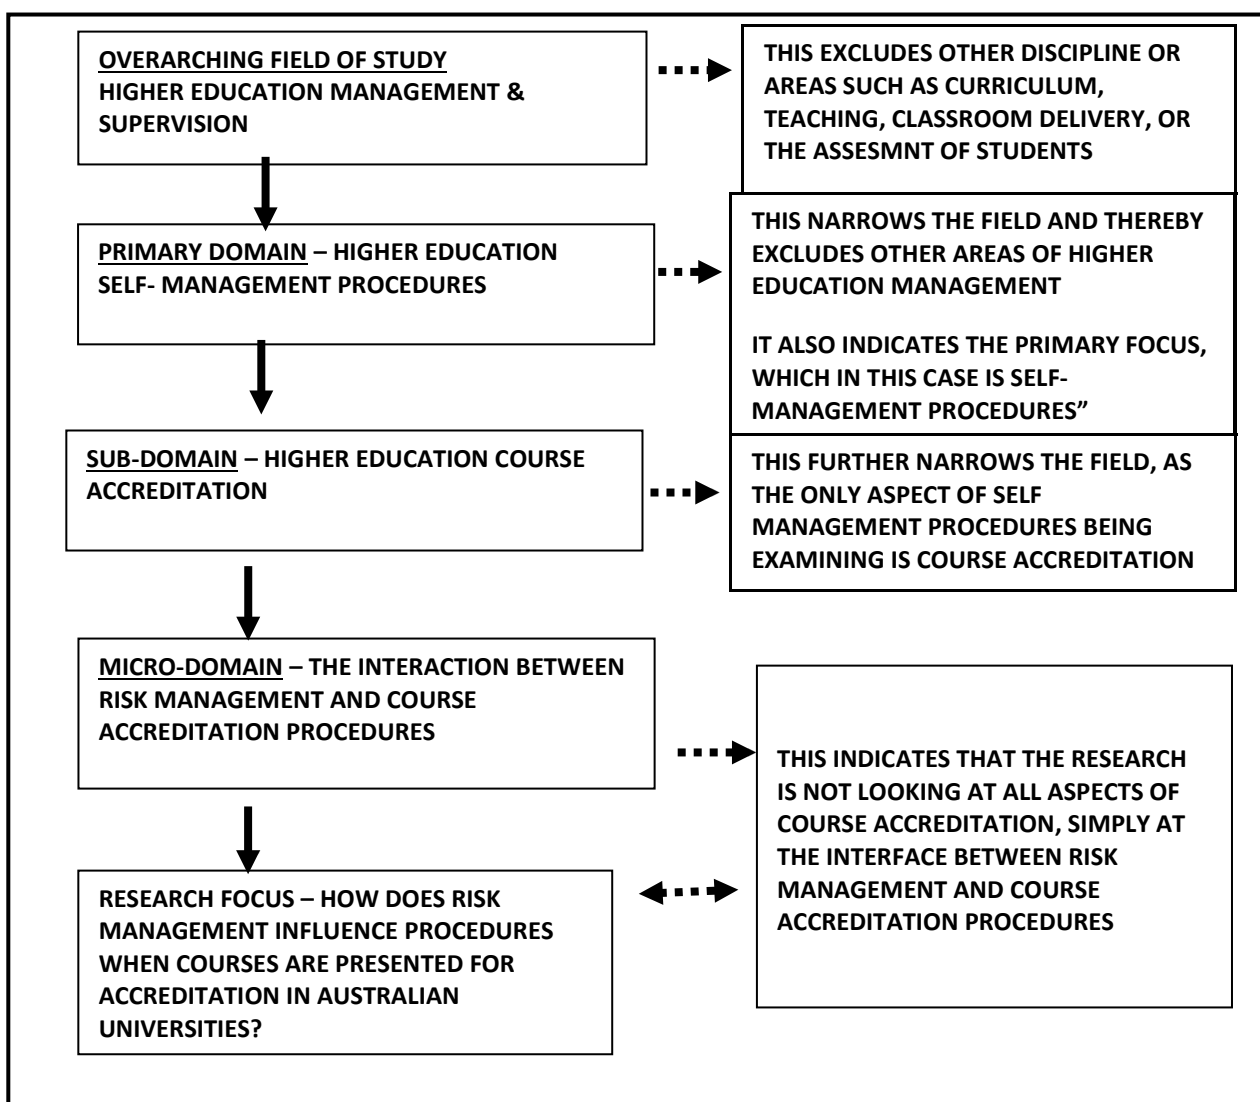 OVERARCHING FIELD OF STUDY
HIGHER EDUCATION MANAGEMENT &
SUPERVISION
THIS EXCLUDES OTHER DISCIPLINE OR
AREAS SUCH AS CURRICULUM,
TEACHING, CLASSROOM DELIVERY, OR
THE ASSESMNT OF STUDENTS
PRIMARY DOMAIN – HIGHER EDUCATION
SELF- MANAGEMENT PROCEDURES
THIS NARROWS THE FIELD AND THEREBY
EXCLUDES OTHER AREAS OF HIGHER
EDUCATION MANAGEMENT
IT ALSO INDICATES THE PRIMARY FOCUS,
WHICH IN THIS CASE IS SELF-
MANAGEMENT PROCEDURES”
SUB-DOMAIN – HIGHER EDUCATION COURSE
ACCREDITATION
THIS FURTHER NARROWS THE FIELD, AS
THE ONLY ASPECT OF SELF
MANAGEMENT PROCEDURES BEING
EXAMINING IS COURSE ACCREDITATION
MICRO-DOMAIN – THE INTERACTION BETWEEN
RISK MANAGEMENT AND COURSE
ACCREDITATION PROCEDURES
THIS INDICATES THAT THE RESEARCH
IS NOT LOOKING AT ALL ASPECTS OF
COURSE ACCREDITATION, SIMPLY AT
THE INTERFACE BETWEEN RISK
MANAGEMENT AND COURSE
ACCREDITATION PROCEDURES
RESEARCH FOCUS – HOW DOES RISK
MANAGEMENT INFLUENCE PROCEDURES
WHEN COURSES ARE PRESENTED FOR
ACCREDITATION IN AUSTRALIAN
UNIVERSITIES?